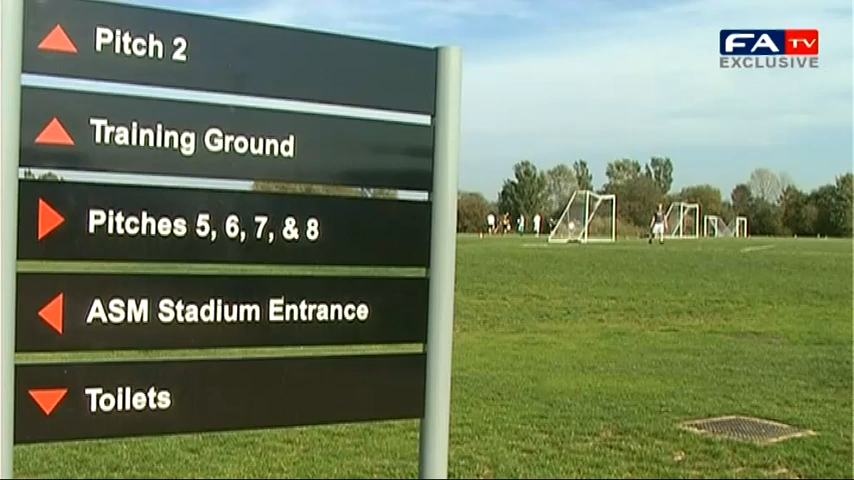 FA TV
EXCLUSIVE
Pitch 2
Training Ground
Pitches 5, 6, 7, & 8
ASM Stadium Entrance
Toilets